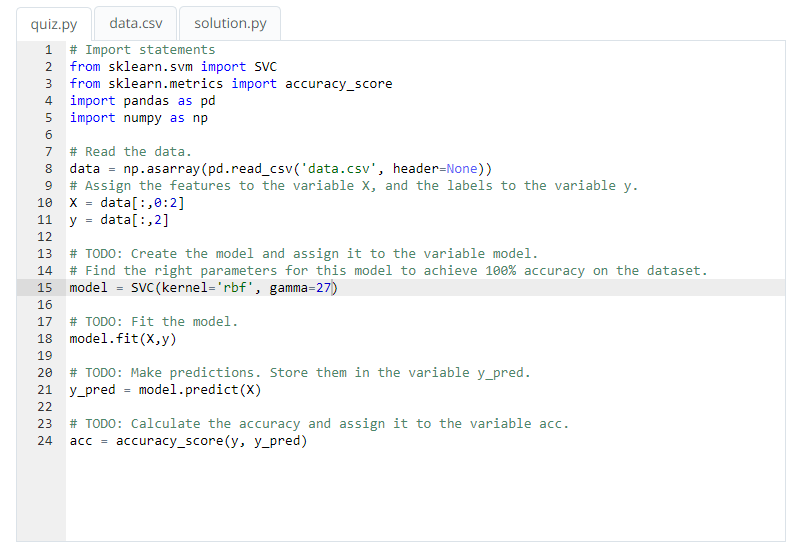 quiz.py data.csv solution.py
1 # Import statements
2 from sklearn.svm import SVC
3 from sklearn.metrics import accuracy_score
4 import pandas as pd
5 import numpy as np
6
7 # Read the data.
8 data = np.asarray(pd.read_csv('data.csv', header=None))
9 # Assign the features to the variable X, and the labels to the variable y.
10 X = data[:,0:2]
11 y = data[:,2]
12
13 # TODO: Create the model and assign it to the variable model.
14 # Find the right parameters for this model to achieve 100% accuracy on the dataset.
15 model = SVC(kernel='rbf', gamma=27)
16
17 # TODO: Fit the model.
18 model.fit(X,y)
19
20 # TODO: Make predictions. Store them in the variable y_pred.
21 y_pred = model.predict(X)
22
23 # TODO: Calculate the accuracy and assign it to the variable acc.
24 acc = accuracy_score(y, y_pred)